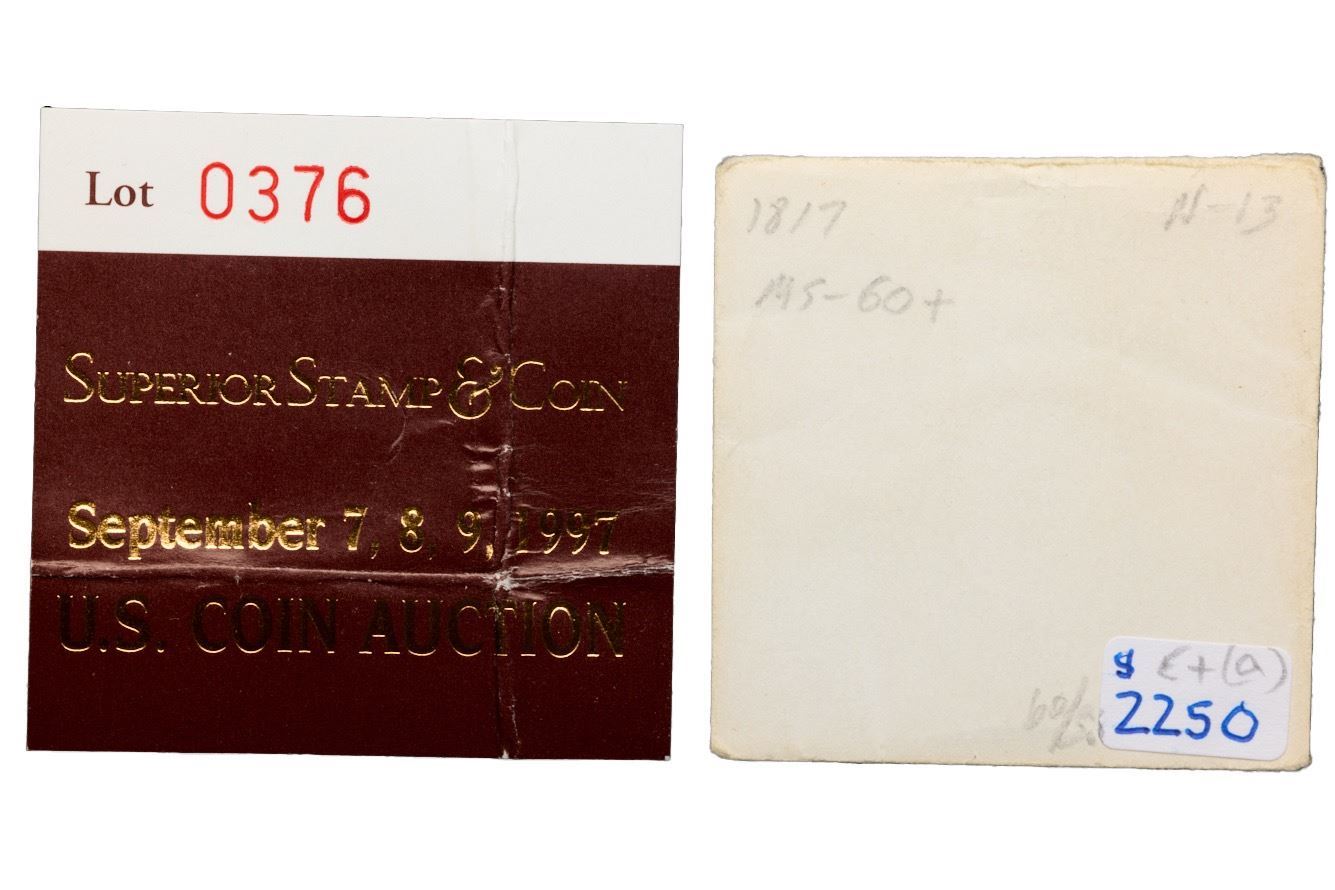 Lot 0376
SUPERIOR STAMP & COIN
September 7, 8, 9, 1997
U.S. COIN AUCTION
1817 N-13
MS-60+
$ E+(a)
2250